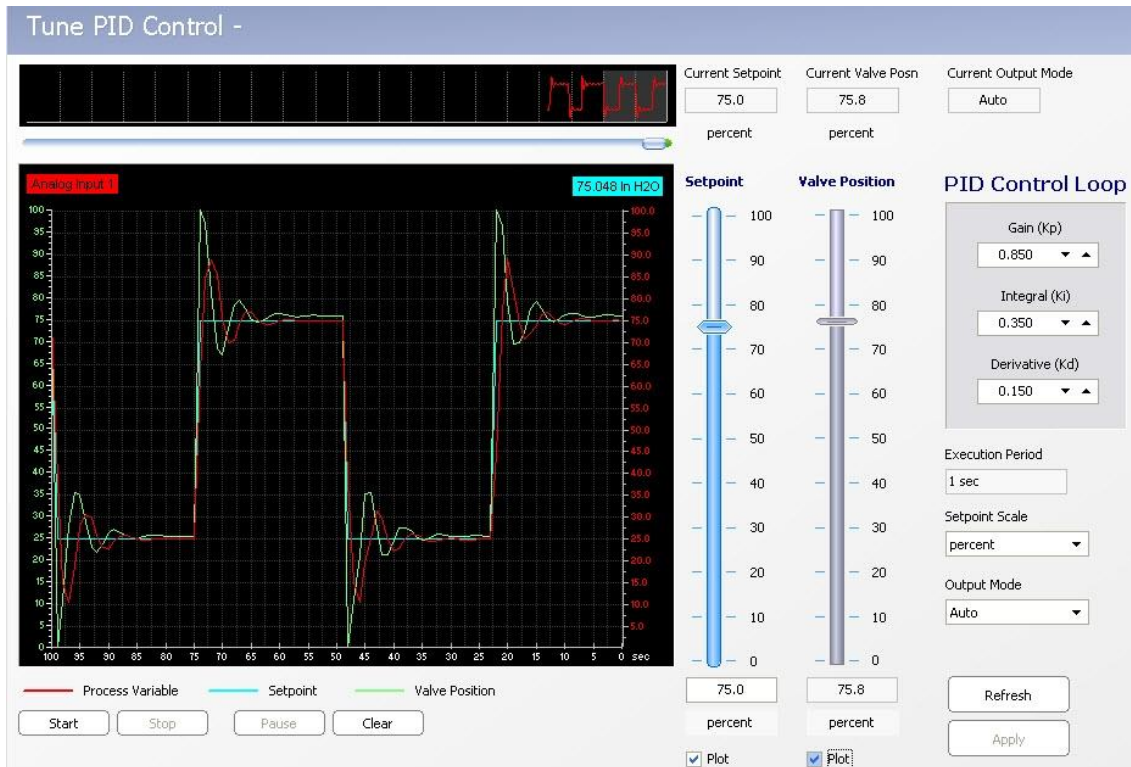 Tune PID Control -
Current Setpoint Current Valve Posn Current Output Mode
75.0 75.8 Auto
percent percent
Analog Input 1 75.048 In H2O
100 95 90 85 80 75 70 65 60 55 50 45 40 35 30 25 20 15 10 5 0
100.0 95.0 90.0 85.0 80.0 75.0 70.0 65.0 60.0 55.0 50.0 45.0 40.0 35.0 30.0 25.0 20.0 15.0 10.0 5.0
100 95 90 85 80 75 70 65 60 55 50 45 40 35 30 25 20 15 10 5 0 sec
Process Variable Setpoint Valve Position
Start Stop Pause Clear
Setpoint
100
90
80
70
60
50
40
30
20
10
0
75.0
percent
Plot
Valve Position
100
90
80
70
60
50
40
30
20
10
0
75.8
percent
Plot
PID Control Loop
Gain (Kp)
0.850
Integral (Ki)
0.350
Derivative (Kd)
0.150
Execution Period
1 sec
Setpoint Scale
percent
Output Mode
Auto
Refresh
Apply